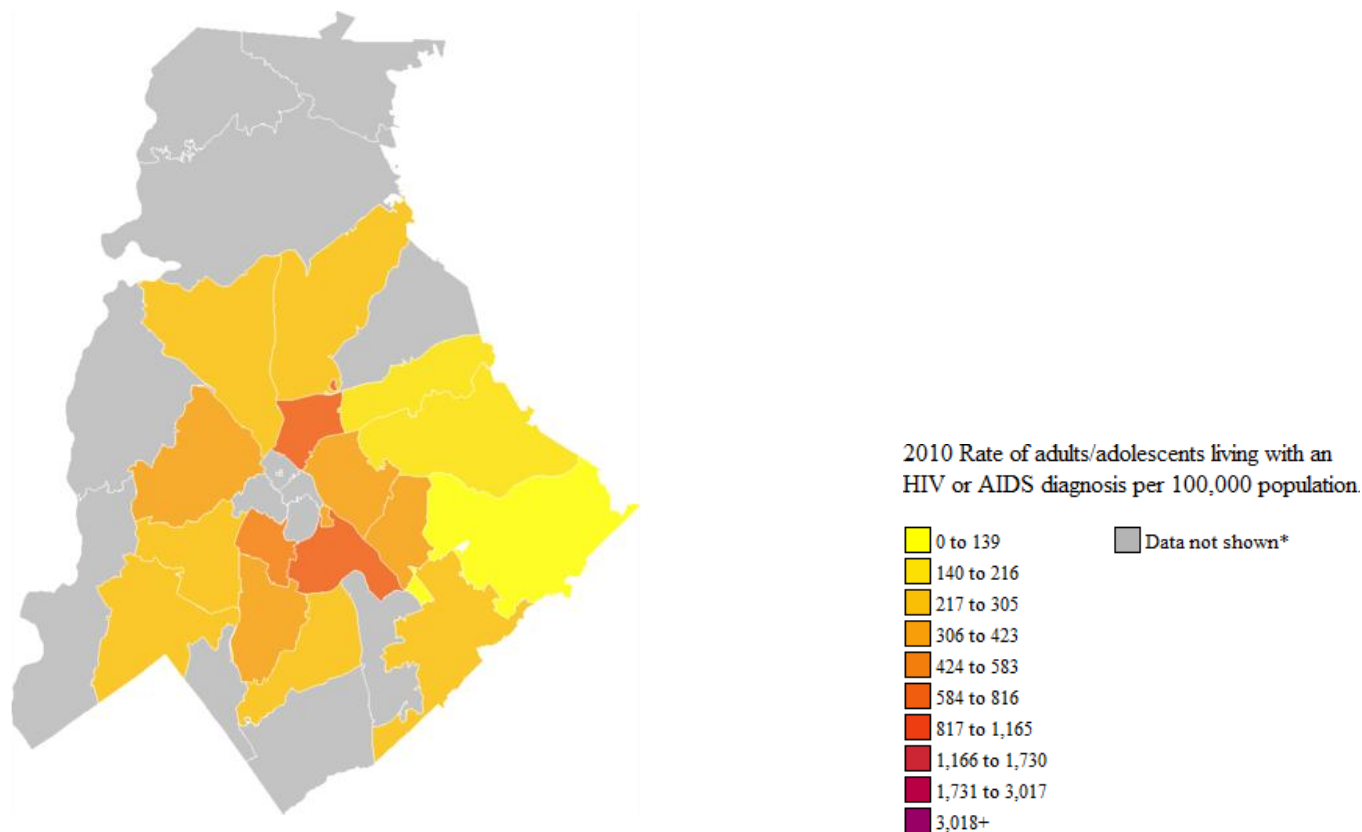 2010 Rate of adults/adolescents living with an
HIV or AIDS diagnosis per 100,000 population.
0 to 139
Data not shown*
140 to 216
217 to 305
306 to 423
424 to 583
584 to 816
817 to 1,165
1,166 to 1,730
1,731 to 3,017
3,018+